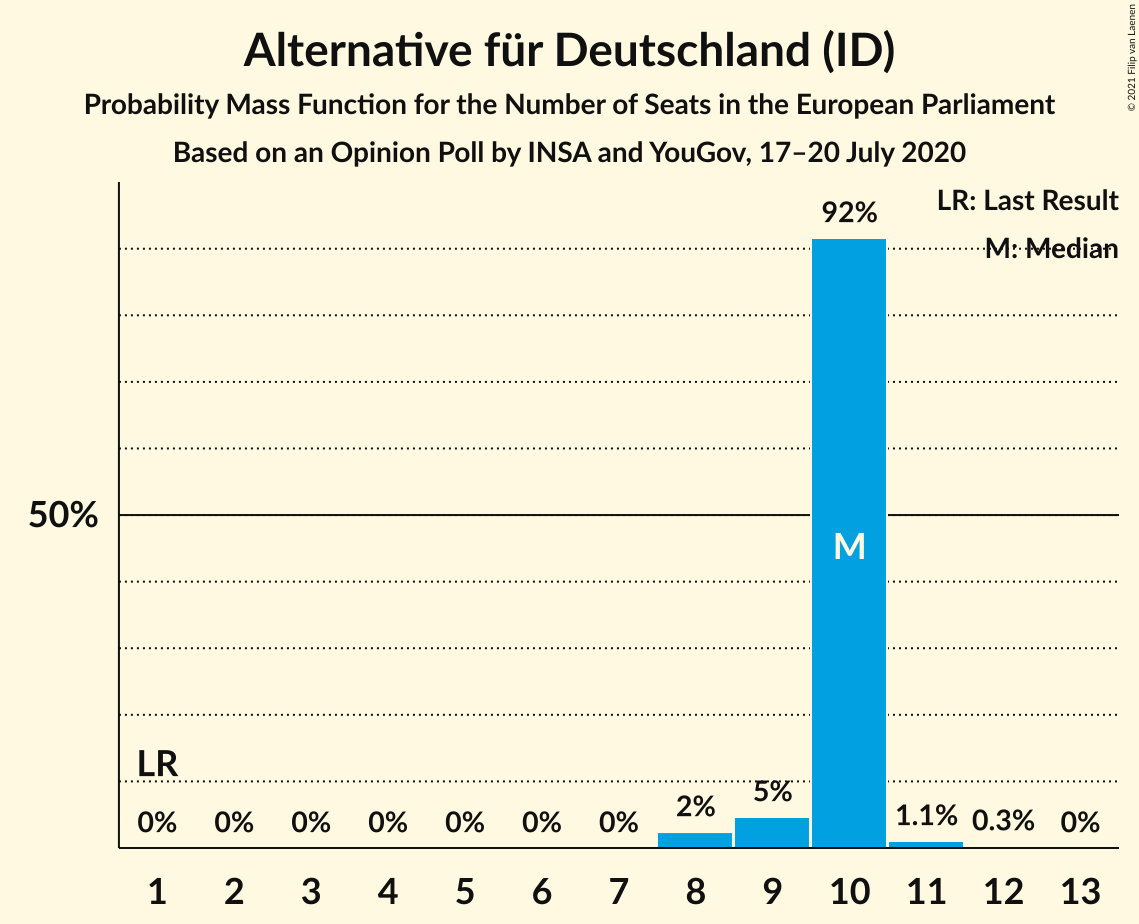 Alternative für Deutschland (ID)
Probability Mass Function for the Number of Seats in the European Parliament
Based on an Opinion Poll by INSA and YouGov, 17–20 July 2020
© 2021 Filip van Laenen
LR: Last Result
M: Median
92%
50%
M
LR
0% 0% 0% 0% 0% 0% 0% 2% 5% 1.1% 0.3% 0%
1 2 3 4 5 6 7 8 9 10 11 12 13